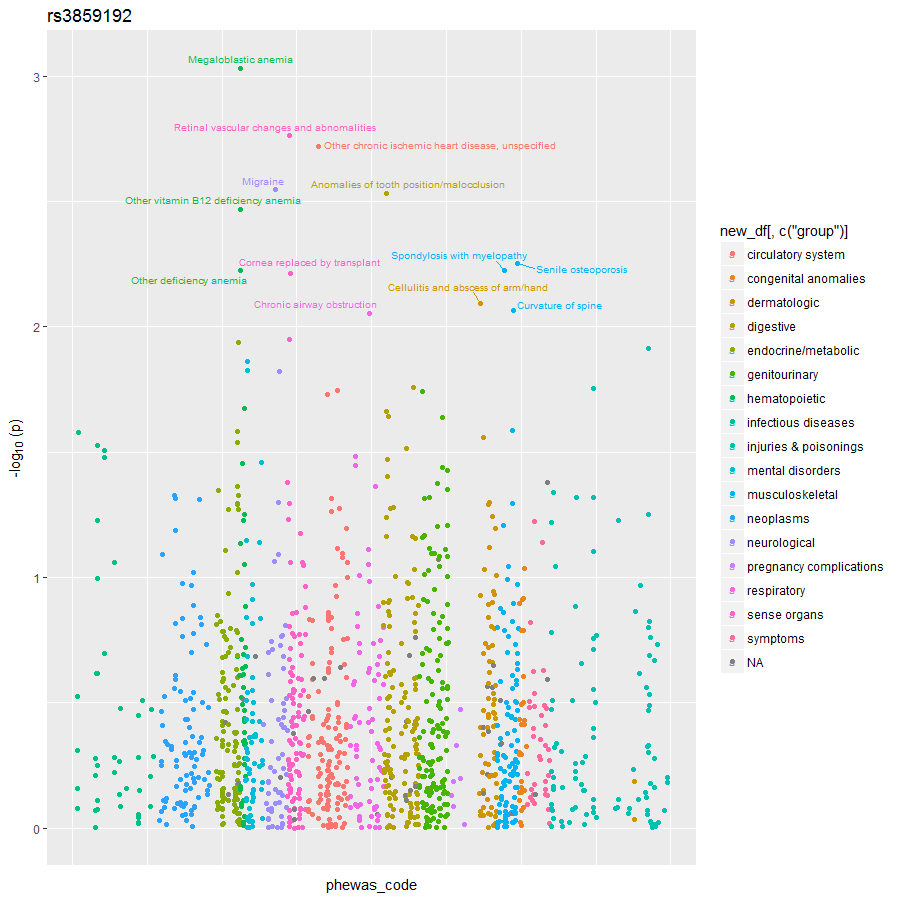 rs3859192
Megaloblastic anemia
3
Retinal vascular changes and abnomalities
Other chronic ischemic heart disease, unspecified
Migraine
Anomalies of tooth position/malocclusion
Other vitamin B12 deficiency anemia
Spondylosis with myelopathy
Cornea replaced by transplant
Senile osteoporosis
Other deficiency anemia
Cellulitis and abscess of arm/hand
Chronic airway obstruction
Curvature of spine
2
1
0
-log10 (p)
phewas_code
new_df[, c("group")]
circulatory system
congenital anomalies
dermatologic
digestive
endocrine/metabolic
genitourinary
hematopoietic
infectious diseases
injuries & poisonings
mental disorders
musculoskeletal
neoplasms
neurological
pregnancy complications
respiratory
sense organs
symptoms
NA